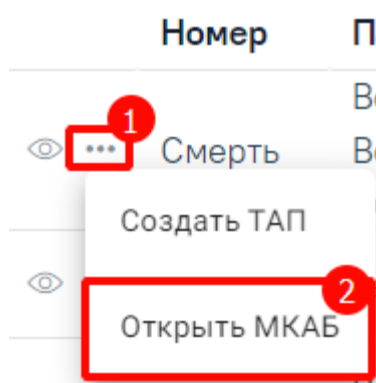 Номер
1
Смерть
Создать ТАП
2
Открыть МКАБ